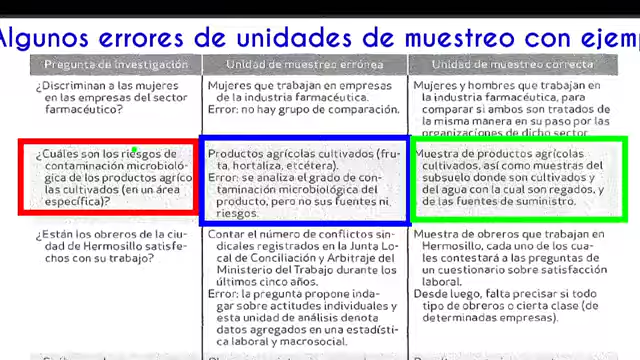 Algunos errores de unidades de muestreo con ejemp
Pregunta de investigación
Unidad de muestreo errónea
Unidad de muestreo correcta
¿Discriminan a las mujeres
en las empresas del sector
farmacéutico?
Mujeres que trabajan en empresas
de la industria farmacéutica.
Error: no hay grupo de comparación.
Mujeres y hombres que trabajan en
la industria farmacéutica, para
comparar si ambos son tratados de
la misma manera en su paso por las
organizaciones de dicho sector
¿Cuáles son los riesgos de
contaminación microbioló-
gica de los productos agríco
las cultivados (en un área
específica)?
Productos agrícolas cultivados (fru-
ta, hortaliza, etcétera).
Error: se analiza el grado de con-
taminación microbiológica del
producto, pero no sus fuentes ni
riesgos.
Muestra de productos agrícolas
cultivados, así como muestras del
subsuelo donde son cultivados y
del agua con la cual son regados, y
de las fuentes de suministro.
¿Están los obreros de la ciu-
dad de Hermosillo satisfe-
chos con su trabajo?
Contar el número de conflictos sin-
dicales registrados en la Junta Lo-
cal de Conciliación y Arbitraje del
Ministerio del Trabajo durante los
últimos cinco años.
Error: la pregunta propone inda-
gar sobre actitudes individuales y
esta unidad de análisis denota
datos agregados en una estadísti-
ca laboral y macrosocial.
Muestra de obreros que trabajan en
Hermosillo, cada uno de los cua-
les contestará a las preguntas de
un cuestionario sobre satisfacción
laboral.
Desde luego, falta precisar si todo
tipo de obreros o cierta clase (de
determinadas empresas).